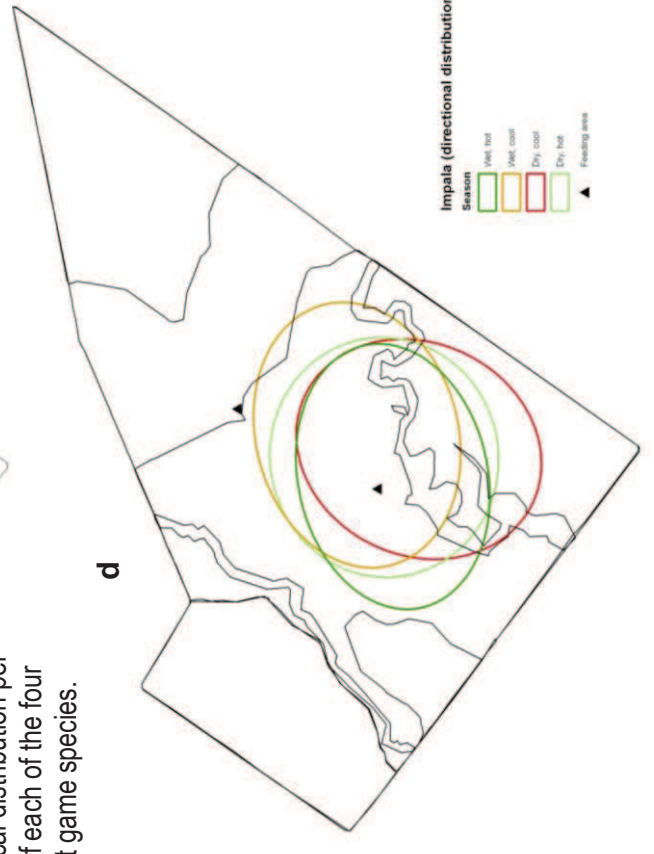 distribution per
f each of the four
t game species.
d
Impala (directional distribution
Season
Wet, hot
Wet, cool
Dry, cool
Dry, hot
Feeding area